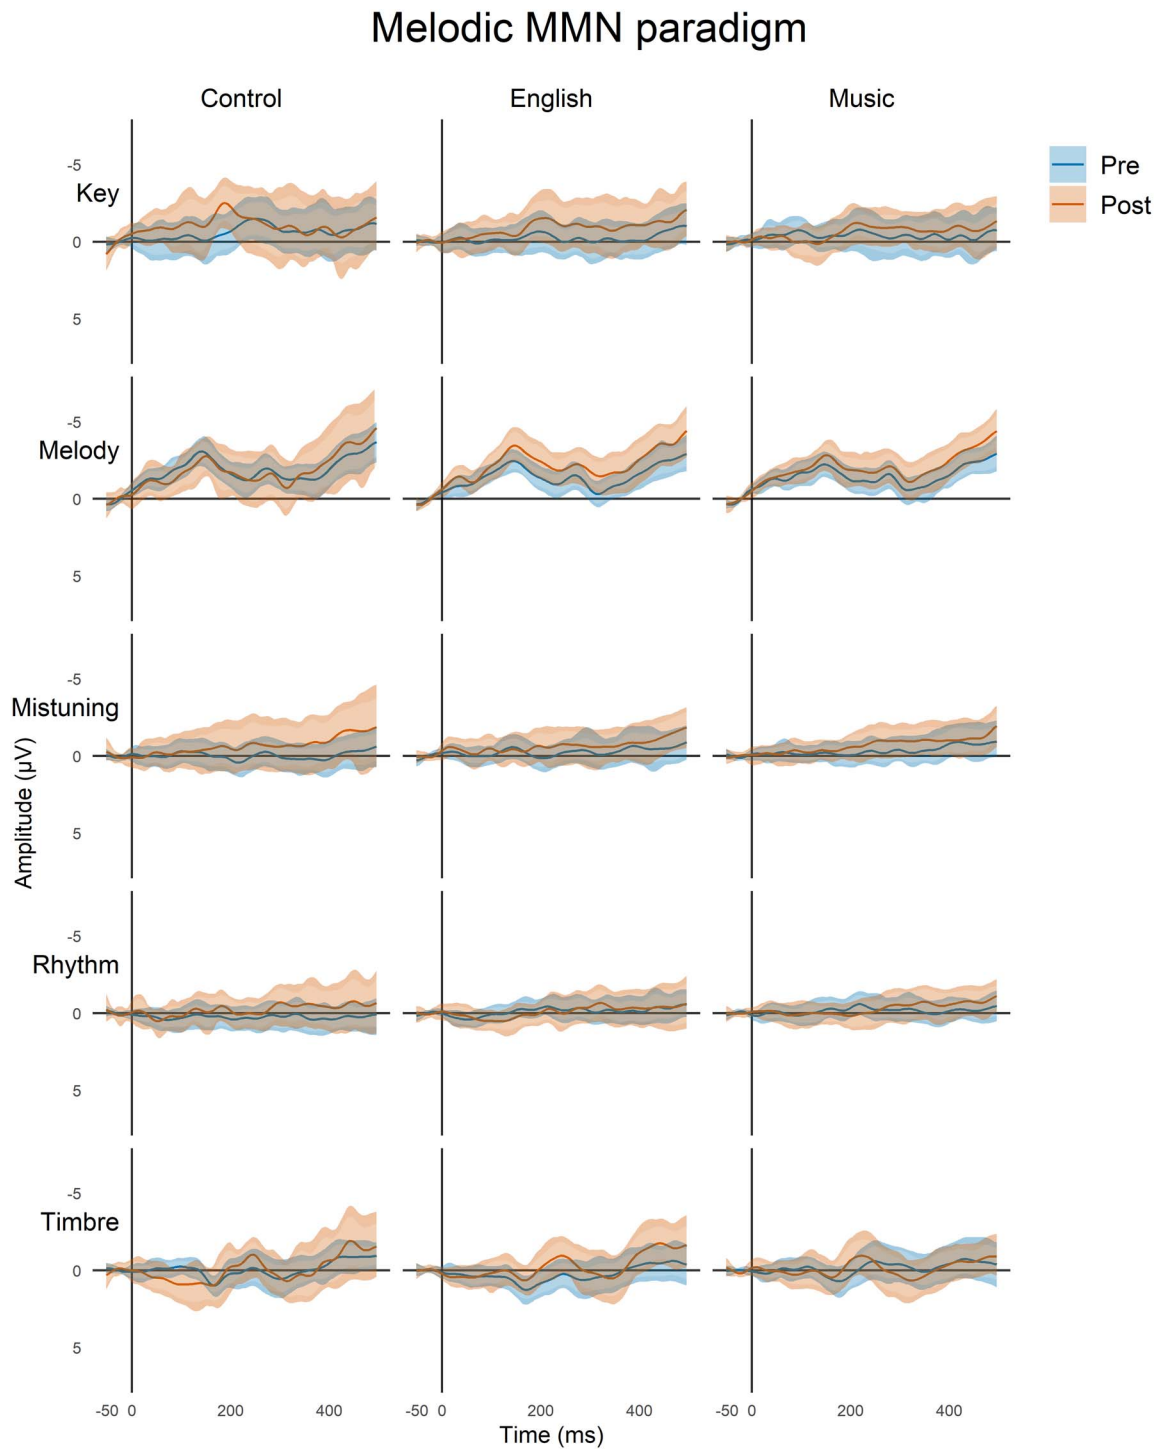 Melodic MMN paradigm
Control English Music
Pre
Post
-5
Key
0
5
-5
Melody
0
5
-5
Mistuning
0
5
-5
Rhythm
0
5
-5
Timbre
0
5
Amplitude (μV)
-50 0 200 400 -50 0 200 400 -50 0 200 400
Time (ms)